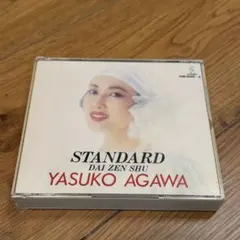 STANDARD
DAI ZEN SHU
YASUKO AGAWA